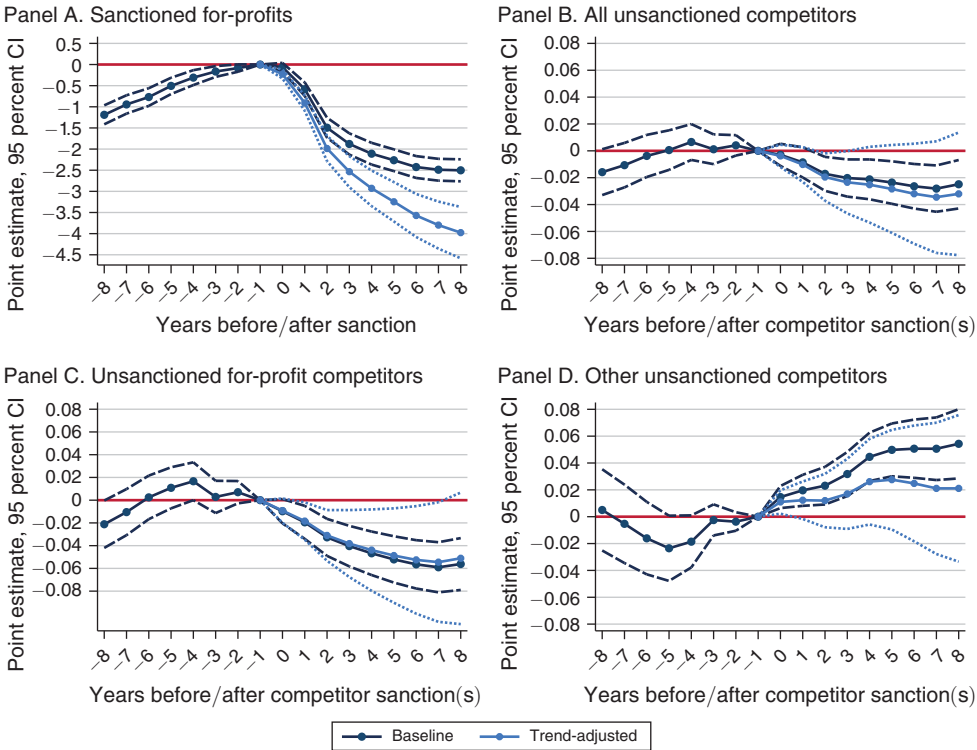 Panel A. Sanctioned for-profits
Point estimate, 95 percent CI
0.5
0
−0.5
−1
−1.5
−2
−2.5
−3
−3.5
−4
−4.5
−8 −7 −6 −5 −4 −3 −2 −1 0 1 2 3 4 5 6 7 8
Years before/after sanction
Panel B. All unsanctioned competitors
Point estimate, 95 percent CI
0.08
0.06
0.04
0.02
0
−0.02
−0.04
−0.06
−0.08
−8 −7 −6 −5 −4 −3 −2 −1 0 1 2 3 4 5 6 7 8
Years before/after competitor sanction(s)
Panel C. Unsanctioned for-profit competitors
Point estimate, 95 percent CI
0.08
0.06
0.04
0.02
0
−0.02
−0.04
−0.06
−0.08
−8 −7 −6 −5 −4 −3 −2 −1 0 1 2 3 4 5 6 7 8
Years before/after competitor sanction(s)
Panel D. Other unsanctioned competitors
Point estimate, 95 percent CI
0.08
0.06
0.04
0.02
0
−0.02
−0.04
−0.06
−0.08
−8 −7 −6 −5 −4 −3 −2 −1 0 1 2 3 4 5 6 7 8
Years before/after competitor sanction(s)
Baseline Trend-adjusted